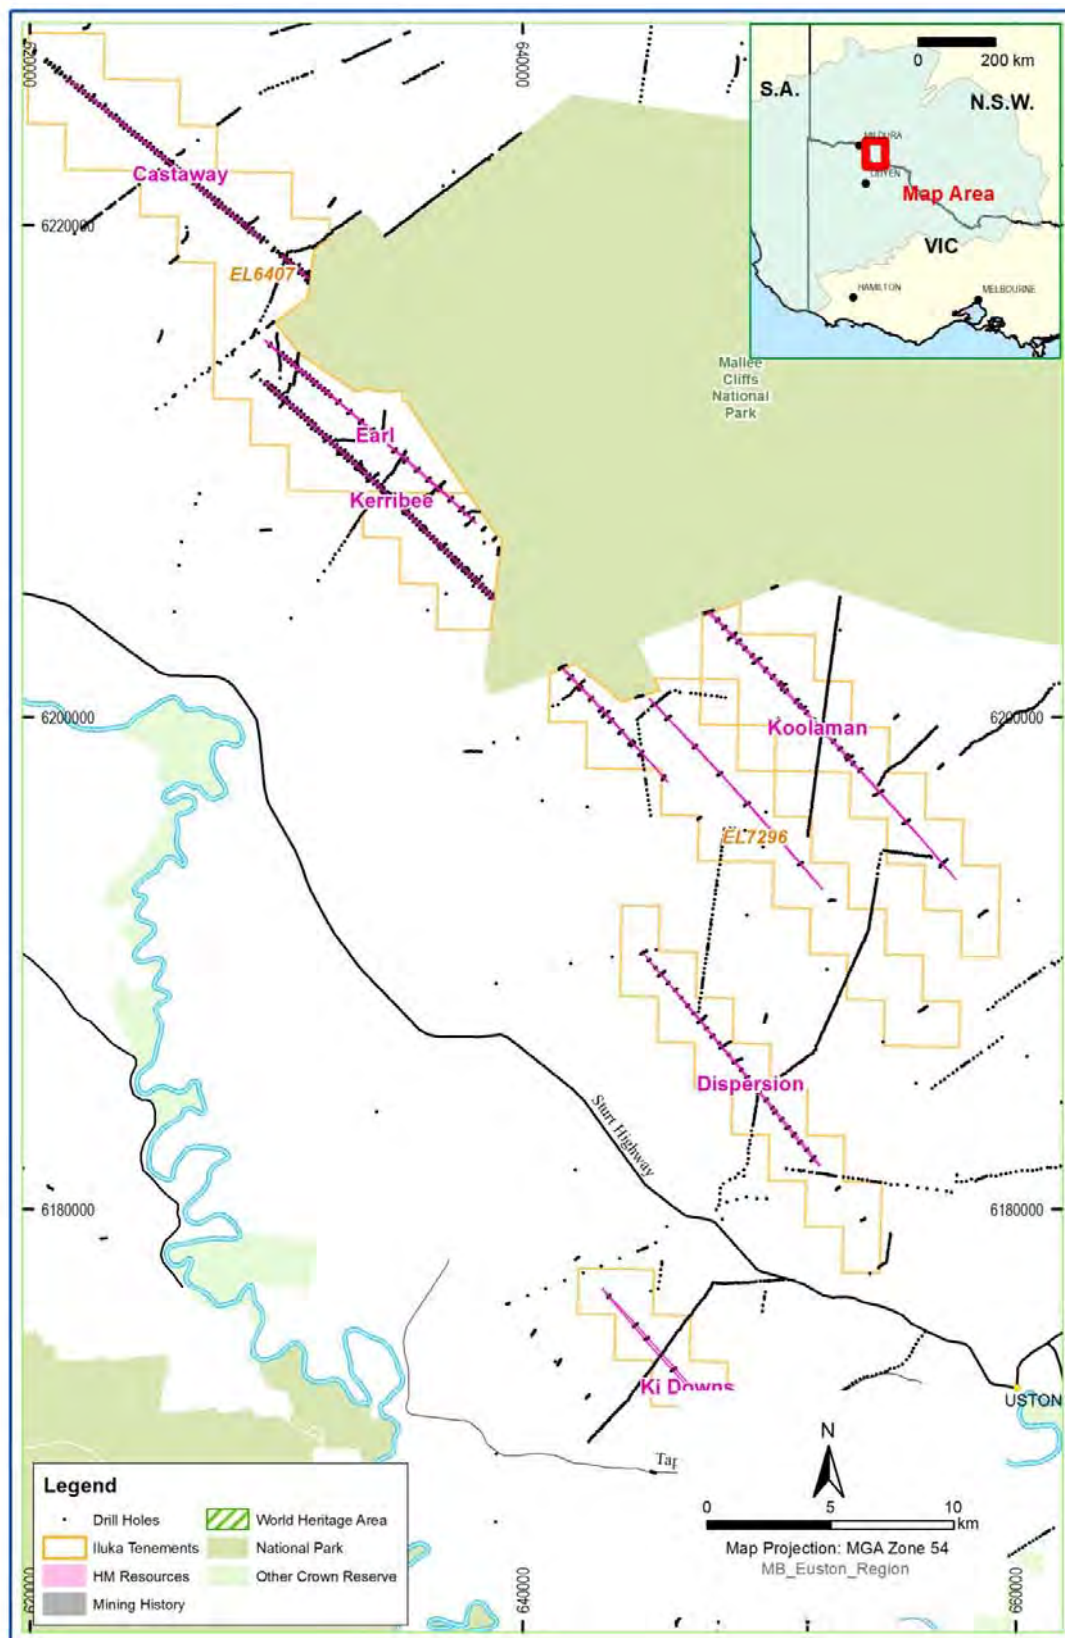 620000
640000
S.A.
0 200 km
N.S.W.
MILDURA
OUYEN
Map Area
VIC
HAMILTON
MELBOURNE
Castaway
6220000
EL6407
Mallee
Cliffs
National
Park
Earl
Kerribee
6200000
6200000
Koolaman
EL7296
Dispersion
Sturt Highway
6180000
6180000
Ki Downs
USTON
Tap
N
0 5 10
km
Map Projection: MGA Zone 54
MB_Euston_Region
Legend
Drill Holes
World Heritage Area
Iluka Tenements
National Park
HM Resources
Other Crown Reserve
Mining History
620000
640000
660000